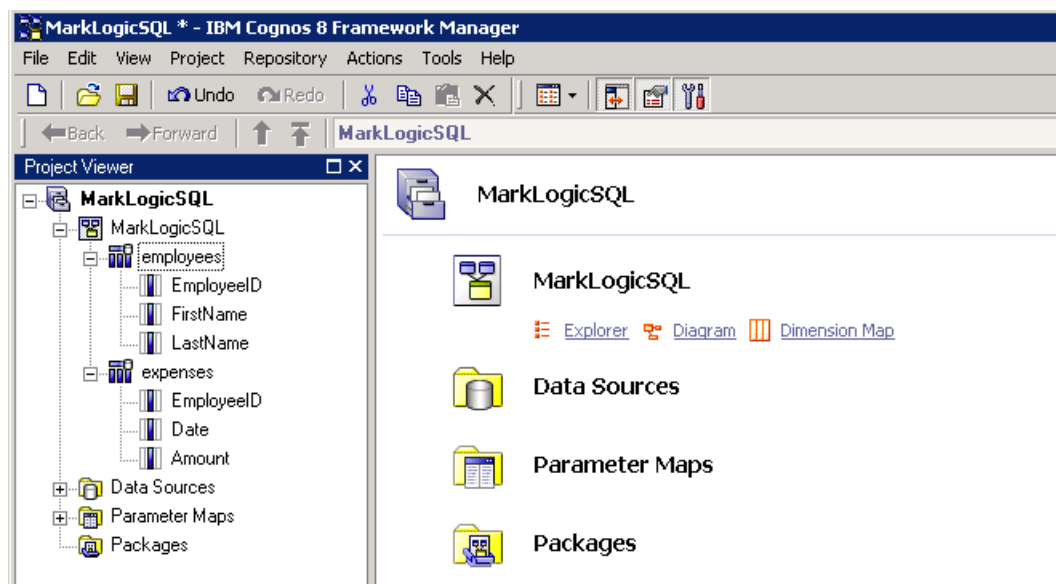 MarkLogicSQL * - IBM Cognos 8 Framework Manager
File Edit View Project Repository Actions Tools Help
Undo Redo
Back Forward MarkLogicSQL
Project Viewer
MarkLogicSQL
MarkLogicSQL
employees
EmployeeID
FirstName
LastName
expenses
EmployeeID
Date
Amount
Data Sources
Parameter Maps
Packages
MarkLogicSQL
MarkLogicSQL
Explorer Diagram Dimension Map
Data Sources
Parameter Maps
Packages